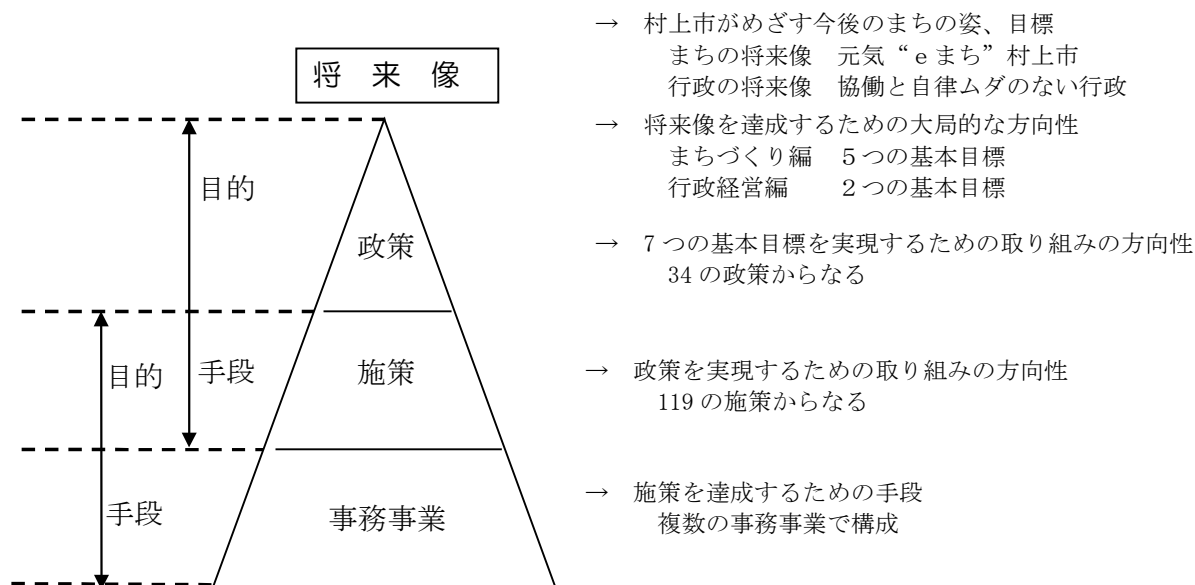 将来像
→ 村上市がめざす今後のまちの姿、目標
まちの将来像 元気“ｅまち”村上市
行政の将来像 協働と自律ムダのない行政
→ 将来像を達成するための大局的な方向性
まちづくり編 ５つの基本目標
行政経営編 ２つの基本目標
目的
政策
→ 7つの基本目標を実現するための取り組みの方向性
34の政策からなる
目的
手段
施策
→ 政策を実現するための取り組みの方向性
119の施策からなる
手段
事務事業
→ 施策を達成するための手段
複数の事務事業で構成